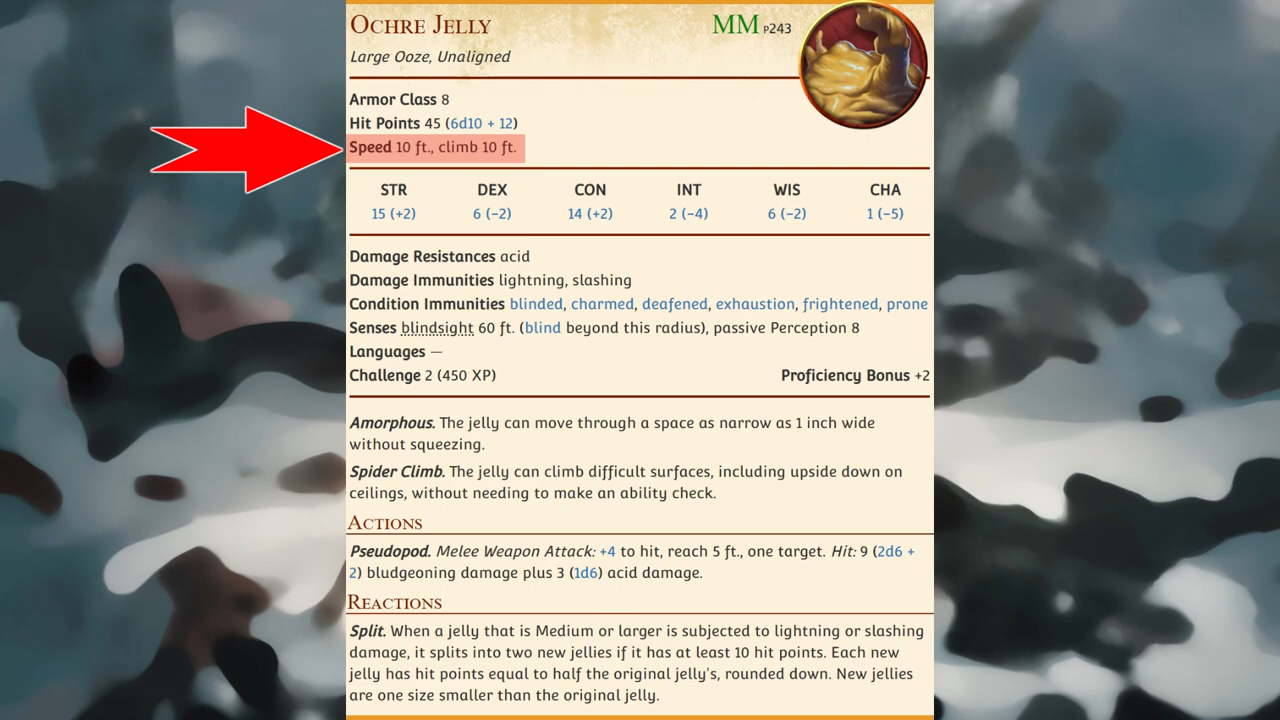 Ochre Jelly
MM P243
Large Ooze, Unaligned
Armor Class 8
Hit Points 45 (6d10 + 12)
Speed 10 ft., climb 10 ft.
STR DEX CON INT WIS CHA
15 (+2) 6 (−2) 14 (+2) 2 (−4) 6 (−2) 1 (−5)
Damage Resistances acid
Damage Immunities lightning, slashing
Condition Immunities blinded, charmed, deafened, exhaustion, frightened, prone
Senses blindsight 60 ft. (blind beyond this radius), passive Perception 8
Languages —
Challenge 2 (450 XP) Proficiency Bonus +2
Amorphous. The jelly can move through a space as narrow as 1 inch wide
without squeezing.
Spider Climb. The jelly can climb difficult surfaces, including upside down on
ceilings, without needing to make an ability check.
Actions
Pseudopod. Melee Weapon Attack: +4 to hit, reach 5 ft., one target. Hit: 9 (2d6 +
2) bludgeoning damage plus 3 (1d6) acid damage.
Reactions
Split. When a jelly that is Medium or larger is subjected to lightning or slashing
damage, it splits into two new jellies if it has at least 10 hit points. Each new
jelly has hit points equal to half the original jelly's, rounded down. New jellies
are one size smaller than the original jelly.